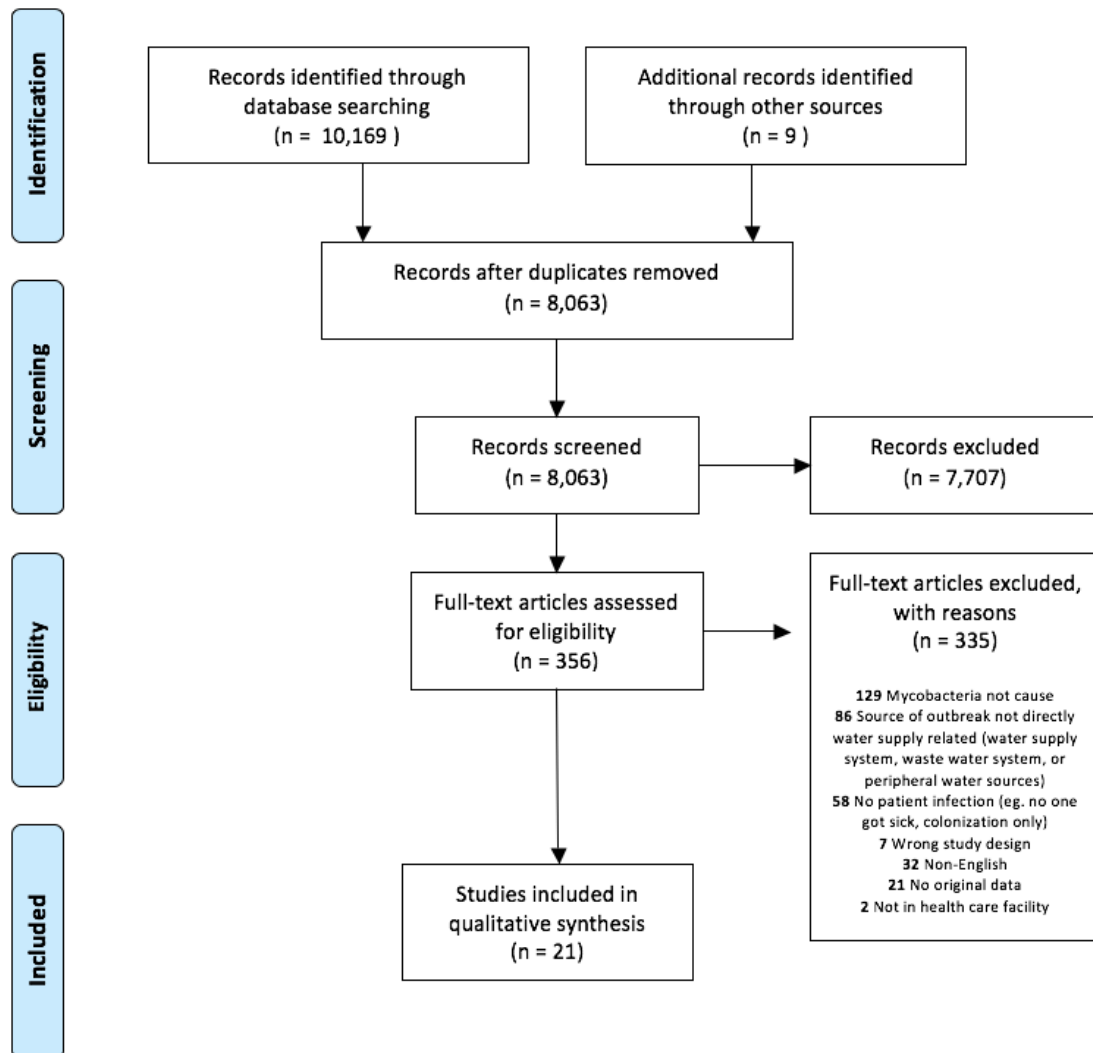 Identification
Records identified through
database searching
(n = 10,169 )
Additional records identified
through other sources
(n = 9 )
Records after duplicates removed
(n = 8,063)
Screening
Records screened
(n = 8,063)
Records excluded
(n = 7,707)
Eligibility
Full-text articles assessed
for eligibility
(n = 356)
Full-text articles excluded,
with reasons
(n = 335)
129 Mycobacteria not cause
86 Source of outbreak not directly
water supply related (water supply
system, waste water system, or
peripheral water sources)
58 No patient infection (eg. no one
got sick, colonization only)
7 Wrong study design
32 Non-English
21 No original data
2 Not in health care facility
Included
Studies included in
qualitative synthesis
(n = 21)